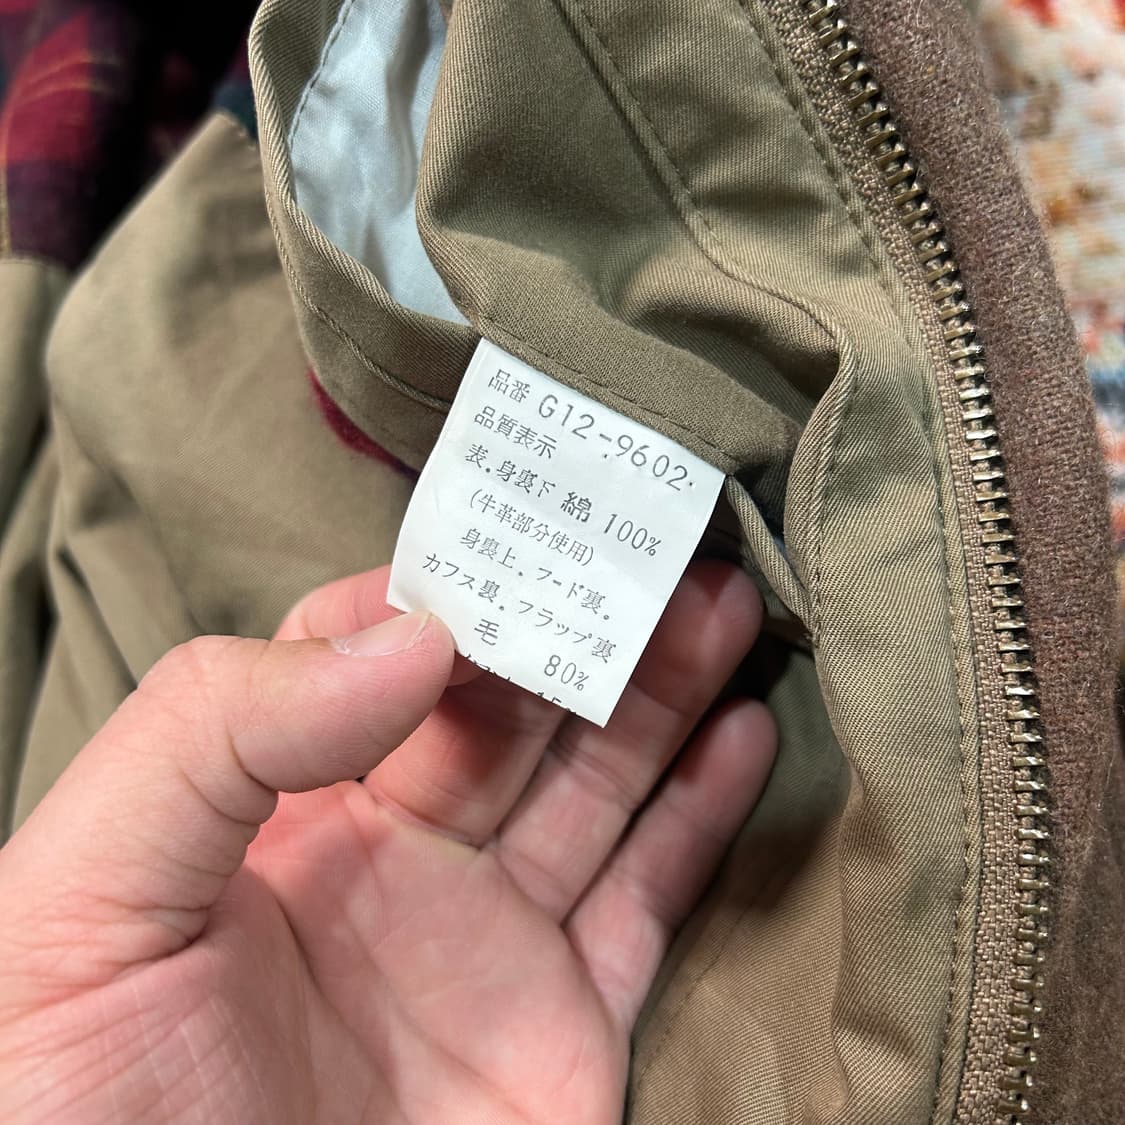 品番 G12-9602.
品質表示
表.身裏下 綿 100%
(牛革部分使用)
身裏上.フード裏.
カフス裏.フラップ裏
毛 80%